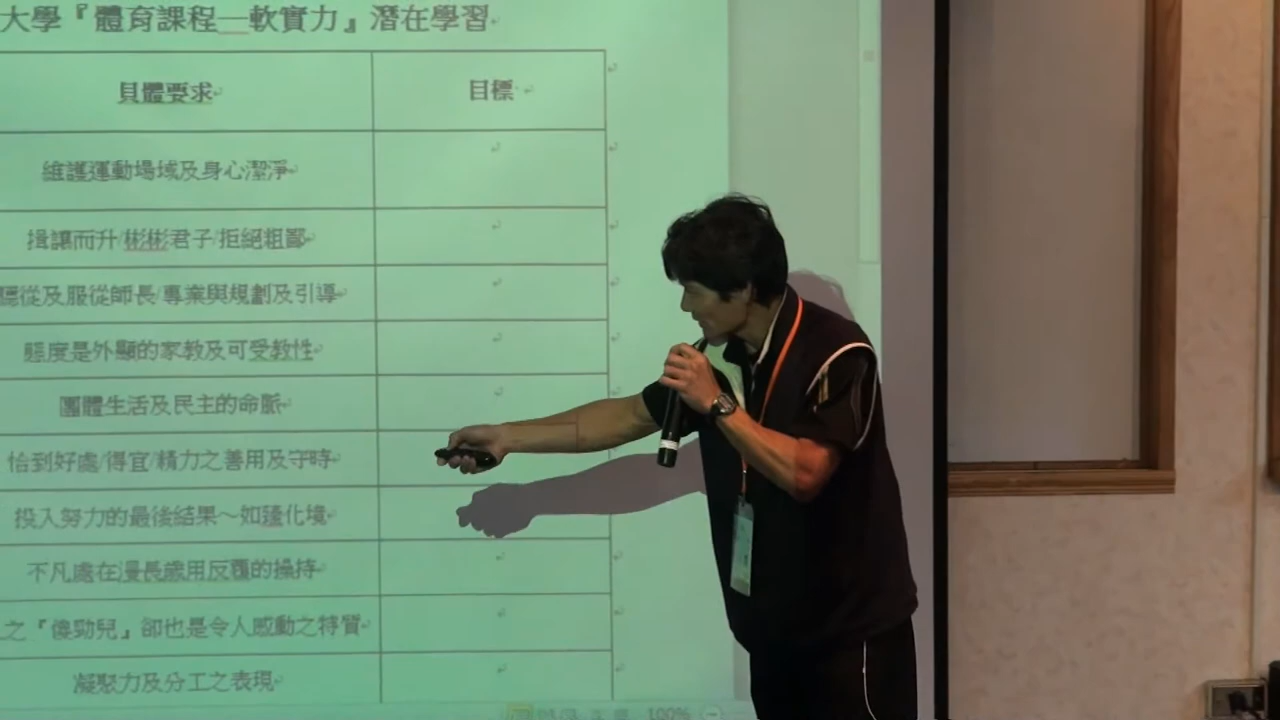 大學『體育課程—軟實力』潛在學習
具體要求 目標
維護運動場域及身心潔淨
揖讓而升/彬彬君子/拒絕粗鄙
聽從及服從師長/專業與規劃及引導
態度是外顯的家教及可受教性
團體生活及民主的命脈
恰到好處/得宜/精力之善用及守時
投入努力的最後結果～如臻化境
不凡處在漫長歲用反覆的操持
之『傻勁兒』卻也是令人感動之特質
凝聚力及分工之表現
100%